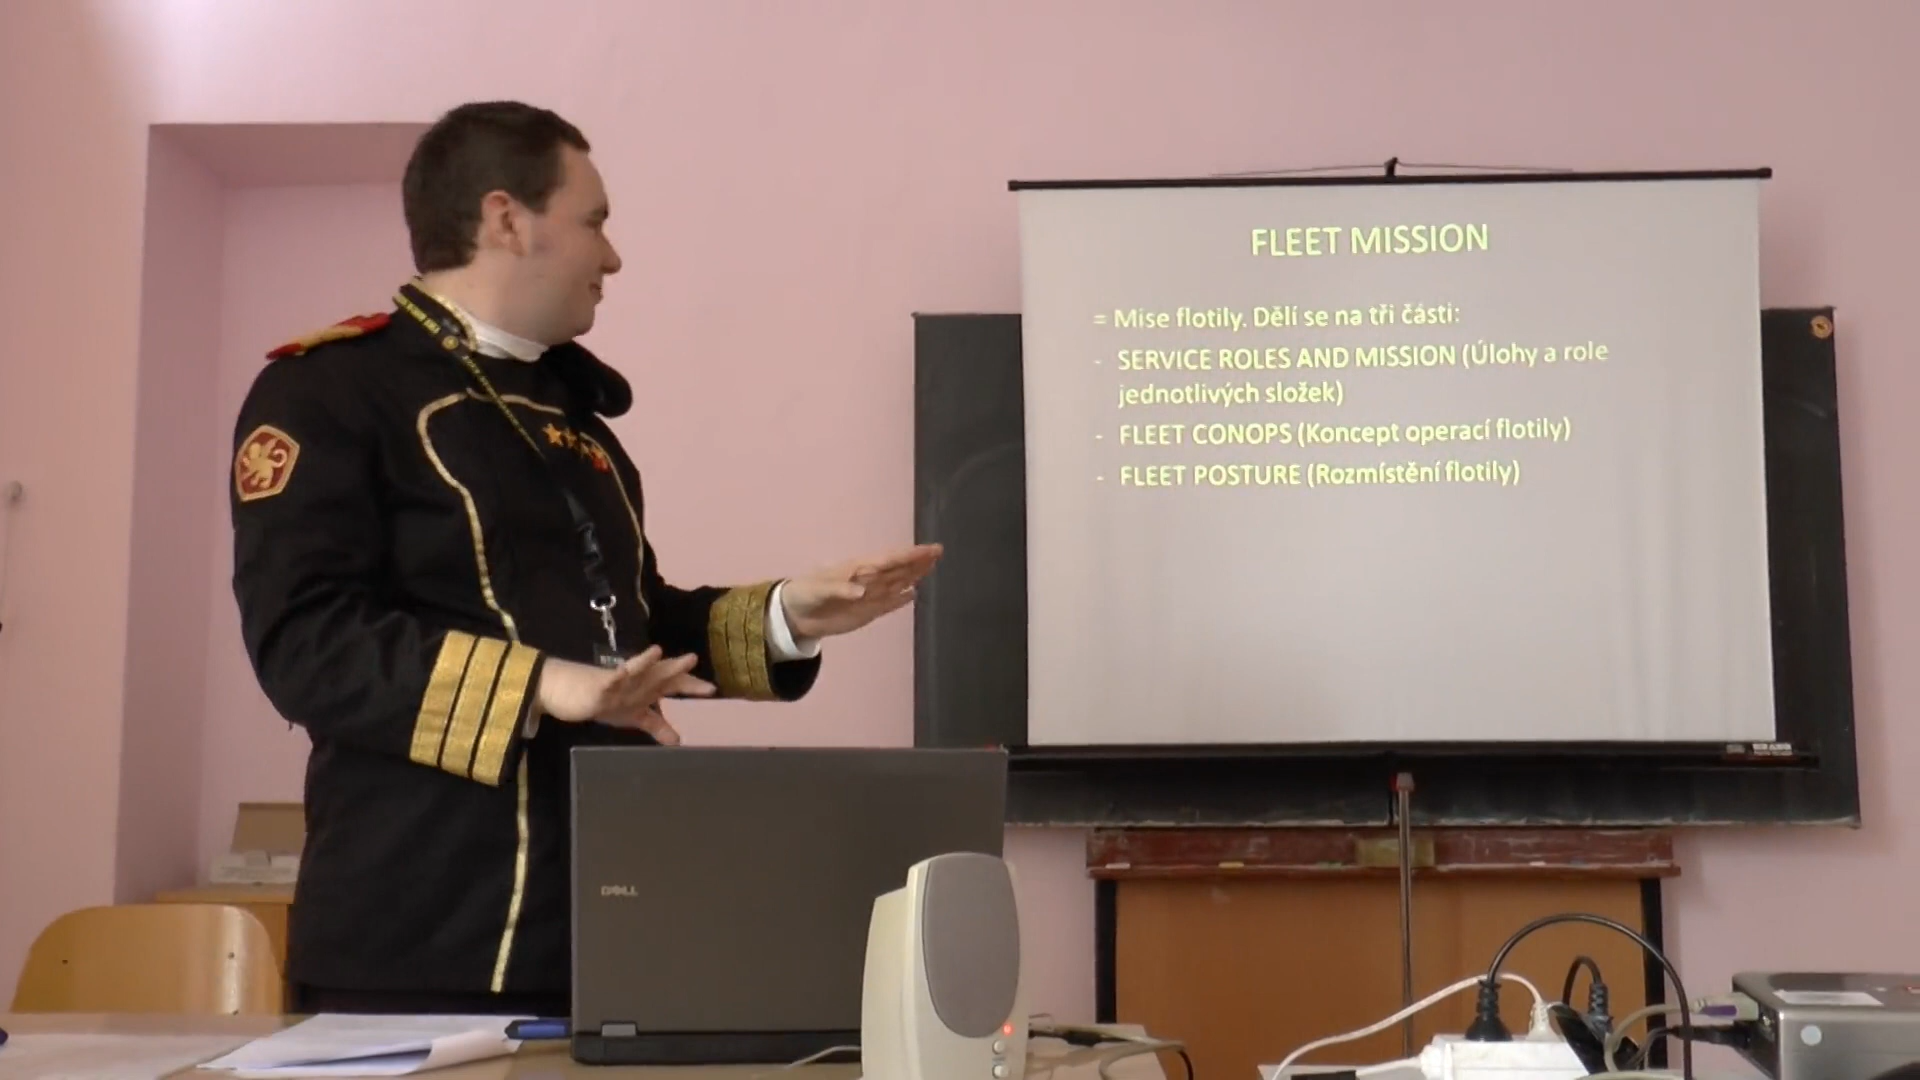 FLEET MISSION
= Mise flotily. Dělí se na tři části:
- SERVICE ROLES AND MISSION (Úlohy a role
jednotlivých složek)
- FLEET CONOPS (Koncept operací flotily)
- FLEET POSTURE (Rozmístění flotily)
DELL